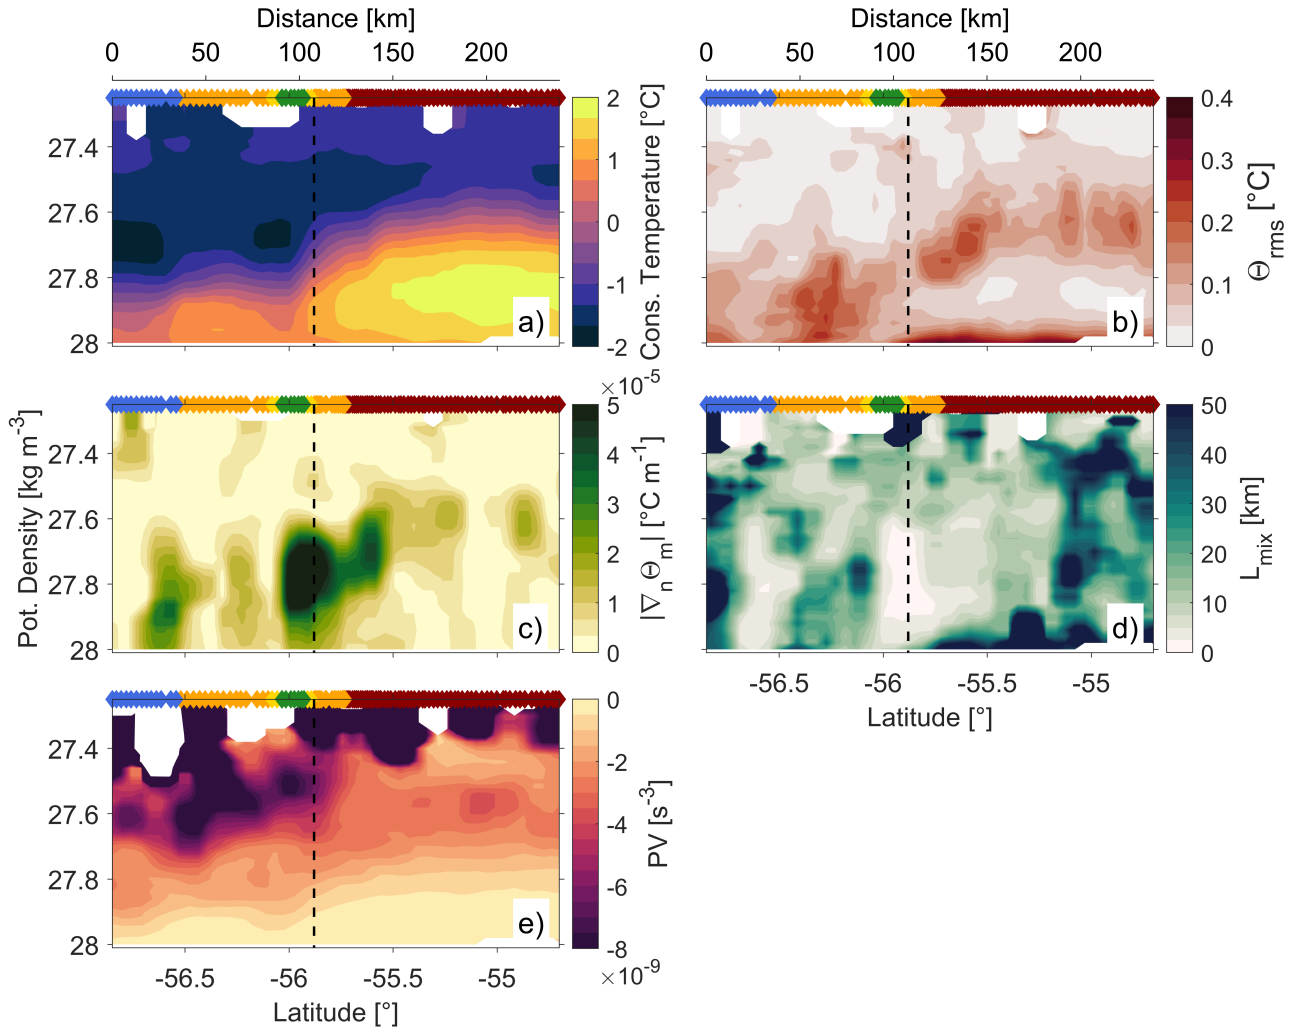 Distance [km]
Distance [km]
0 50 100 150 200
0 50 100 150 200
27.4
27.6
27.8
28
a)
2
1
0
-1
-2
Cons. Temperature [°C]
b)
0.4
0.3
0.2
0.1
0
Θrms [°C]
Pot. Density [kg m-3]
27.4
27.6
27.8
28
c)
×10-5
5
4
3
2
1
0
|∇nΘm| [°C m-1]
d)
50
40
30
20
10
0
Lmix [km]
-56.5 -56 -55.5 -55
Latitude [°]
27.4
27.6
27.8
28
e)
0
-2
-4
-6
-8
×10-9
PV [s-3]
-56.5 -56 -55.5 -55
Latitude [°]